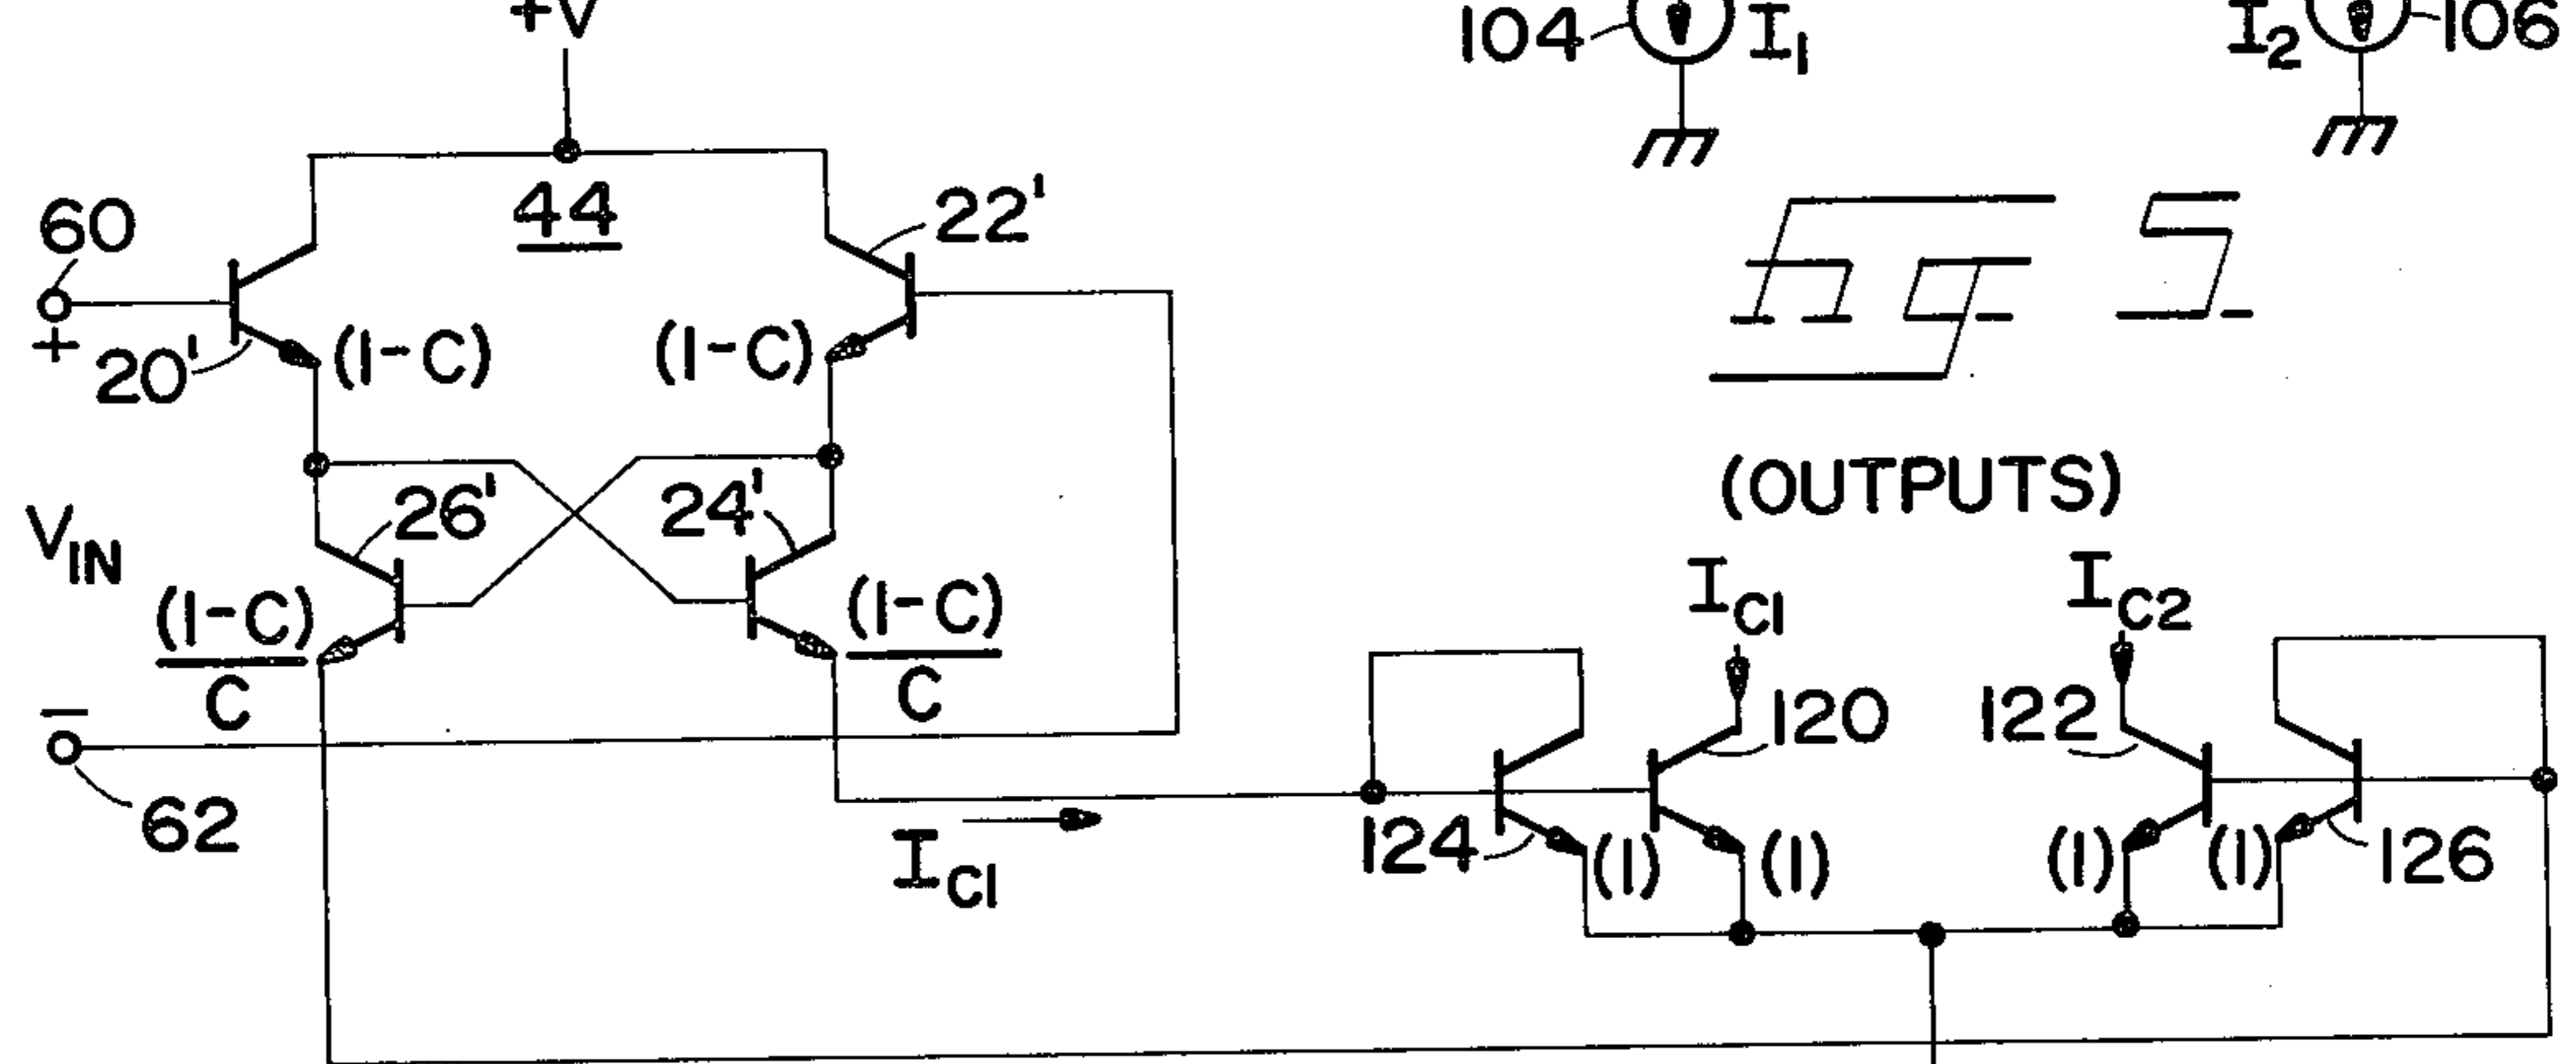 +V
104
I1
I2
106
44
22'
60
+
20'
(1-C)
(1-C)
Fig 5
26'
24'
VIN
(OUTPUTS)
(1-C)
C
(1-C)
C
IC1
IC2
−
62
120
122
IC1
124
(1)
(1)
(1)
(1)
126